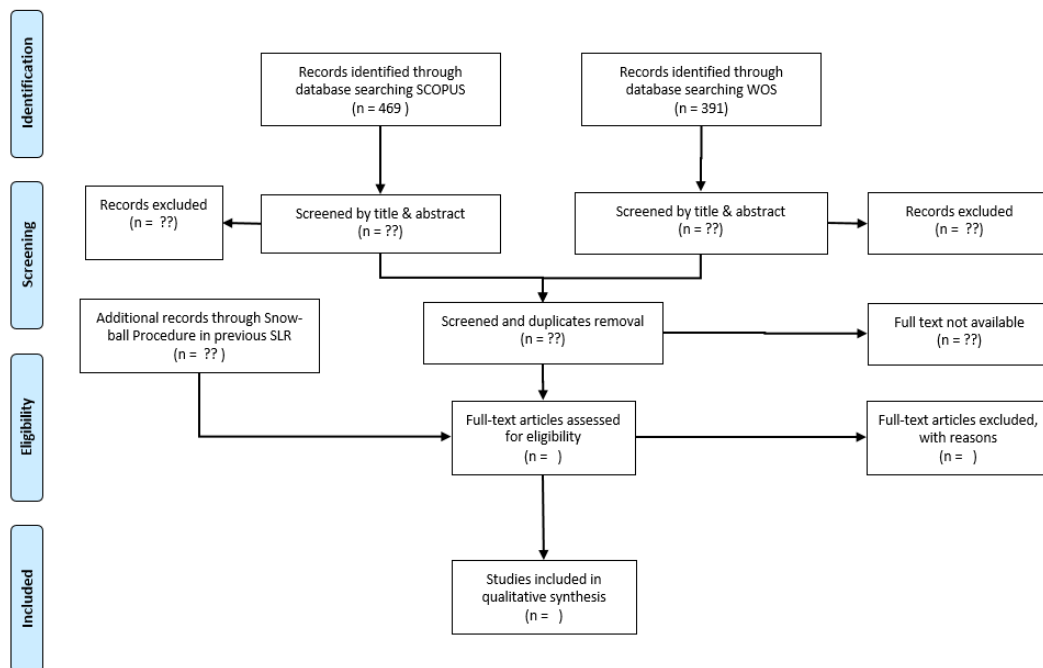 Identification
Records identified through
database searching SCOPUS
(n = 469 )
Records identified through
database searching WOS
(n = 391)
Screening
Records excluded
(n =  ??)
Screened by title & abstract
(n = ??)
Screened by title & abstract
(n = ??)
Records excluded
(n =  ??)
Additional records through Snow-
ball Procedure in previous SLR
(n =  ?? )
Screened and duplicates removal
(n = ??)
Full text not available
(n = ??)
Eligibility
Full-text articles assessed
for eligibility
(n =   )
Full-text articles excluded,
with reasons
(n =   )
Included
Studies included in
qualitative synthesis
(n =   )